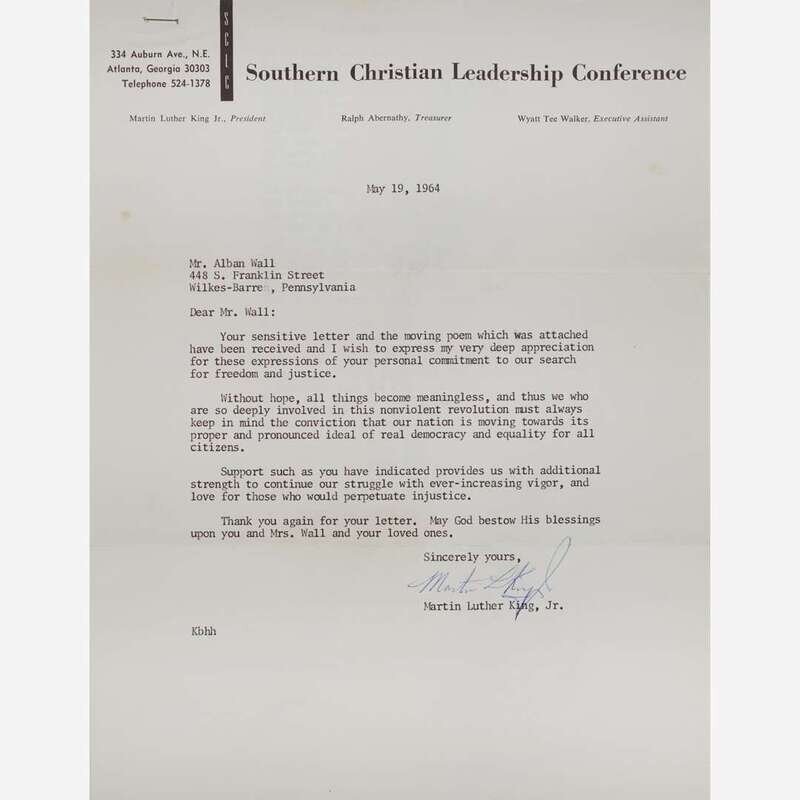 SCLC
334 Auburn Ave., N.E.
Atlanta, Georgia 30303
Telephone 524-1378
Southern Christian Leadership Conference
Martin Luther King Jr., President
Ralph Abernathy, Treasurer
Wyatt Tee Walker, Executive Assistant
May 19, 1964
Mr. Alban Wall
448 S. Franklin Street
Wilkes-Barre, Pennsylvania
Dear Mr. Wall:
Your sensitive letter and the moving poem which was attached
have been received and I wish to express my very deep appreciation
for these expressions of your personal commitment to our search
for freedom and justice.
Without hope, all things become meaningless, and thus we who
are so deeply involved in this nonviolent revolution must always
keep in mind the conviction that our nation is moving towards its
proper and pronounced ideal of real democracy and equality for all
citizens.
Support such as you have indicated provides us with additional
strength to continue our struggle with ever-increasing vigor, and
love for those who would perpetuate injustice.
Thank you again for your letter. May God bestow His blessings
upon you and Mrs. Wall and your loved ones.
Sincerely yours,
Martin L King Jr
Martin Luther King, Jr.
Kbhh